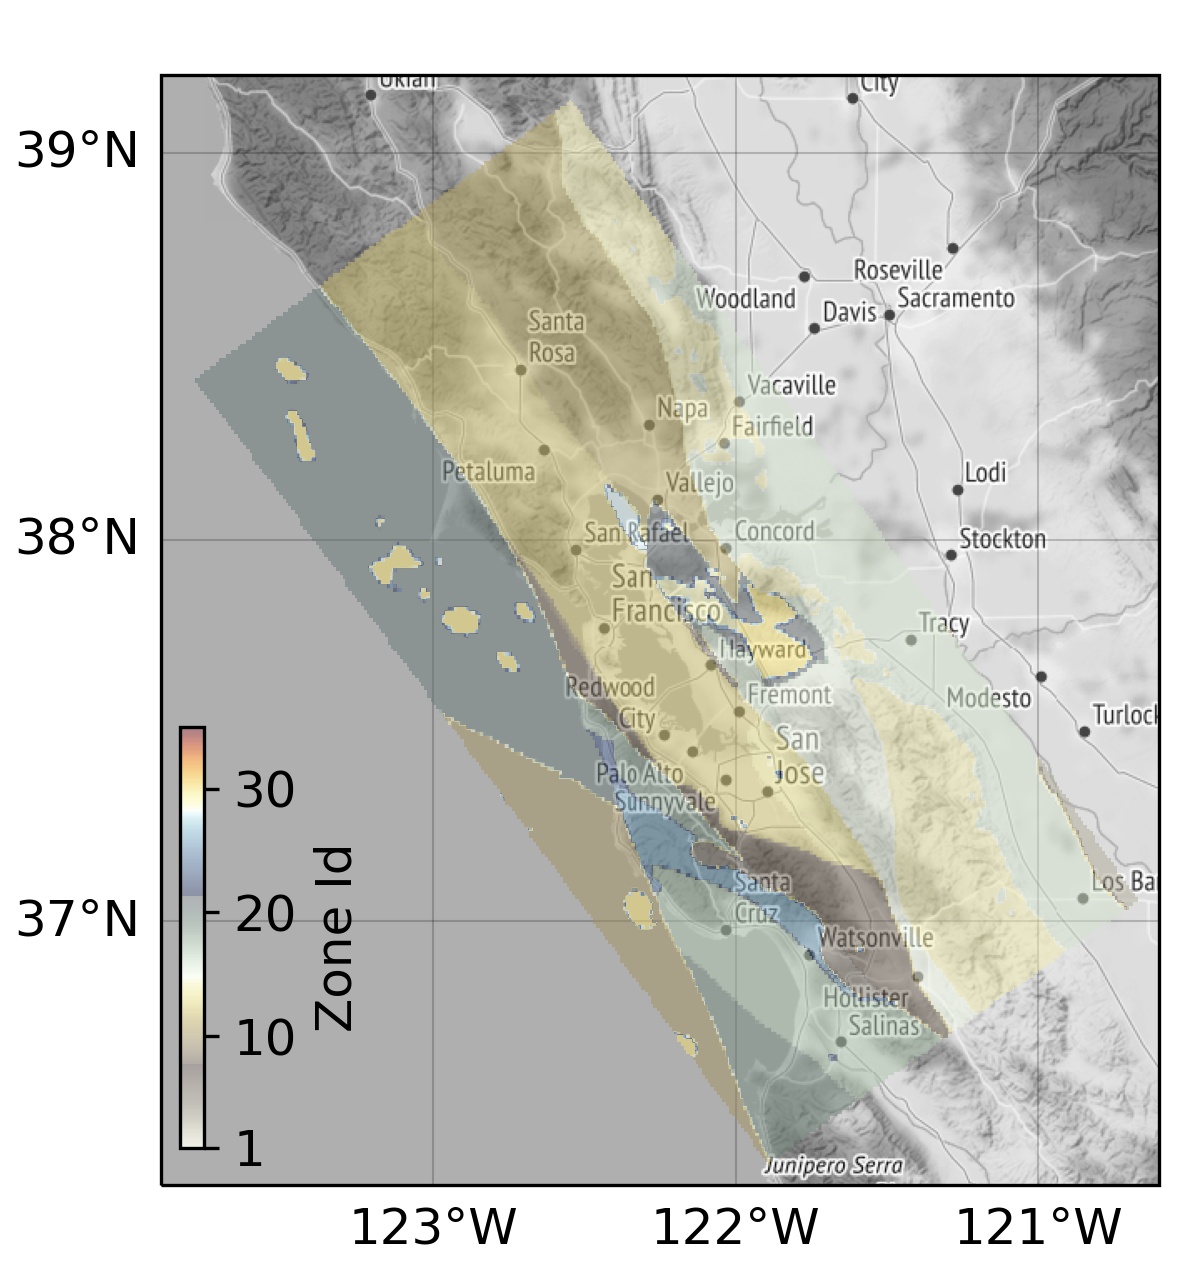 Ukiah
City
39°N
Roseville
Woodland
Sacramento
Davis
Santa
Rosa
Vacaville
Napa
Fairfield
Petaluma
Vallejo
Lodi
38°N
San Rafael
Concord
Stockton
San
Francisco
Tracy
Hayward
Redwood
City
Fremont
Modesto
Turlock
San
Jose
Palo Alto
Sunnyvale
30
20
10
1
Zone Id
Santa
Cruz
Los Ba
37°N
Watsonville
Hollister
Salinas
Junipero Serra
123°W
122°W
121°W